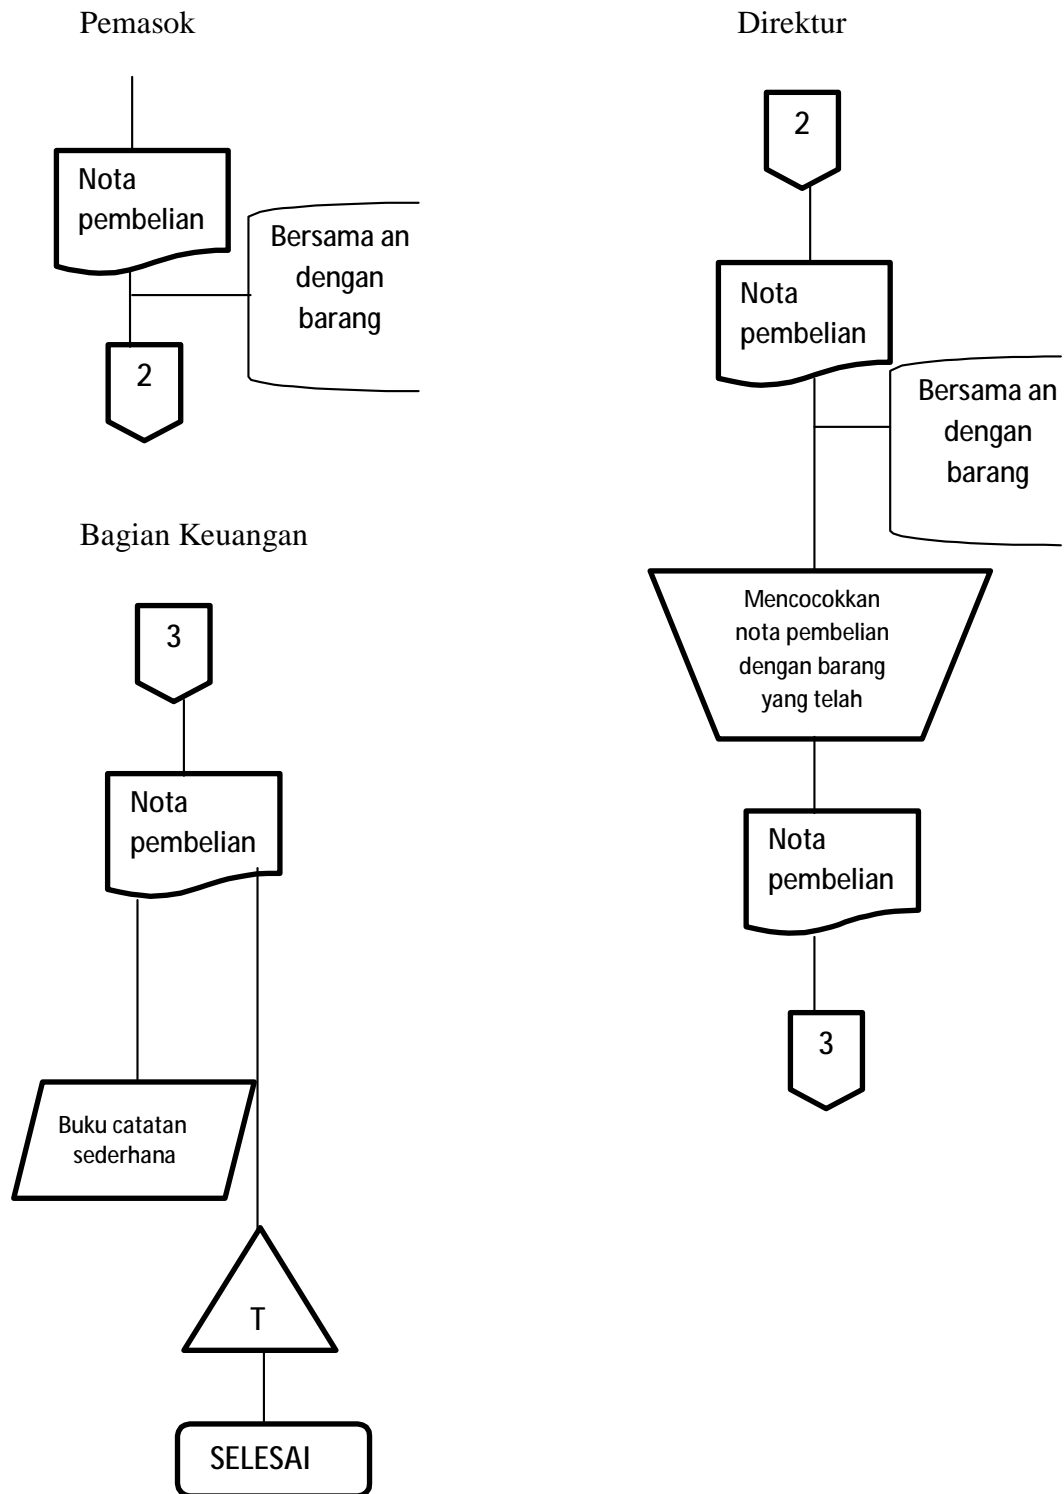 Pemasok
Nota
pembelian
Bersama an
dengan
barang
2
Direktur
2
Nota
pembelian
Bersama an
dengan
barang
Mencocokkan
nota pembelian
dengan barang
yang telah
Nota
pembelian
3
Bagian Keuangan
3
Nota
pembelian
Buku catatan
sederhana
T
SELESAI